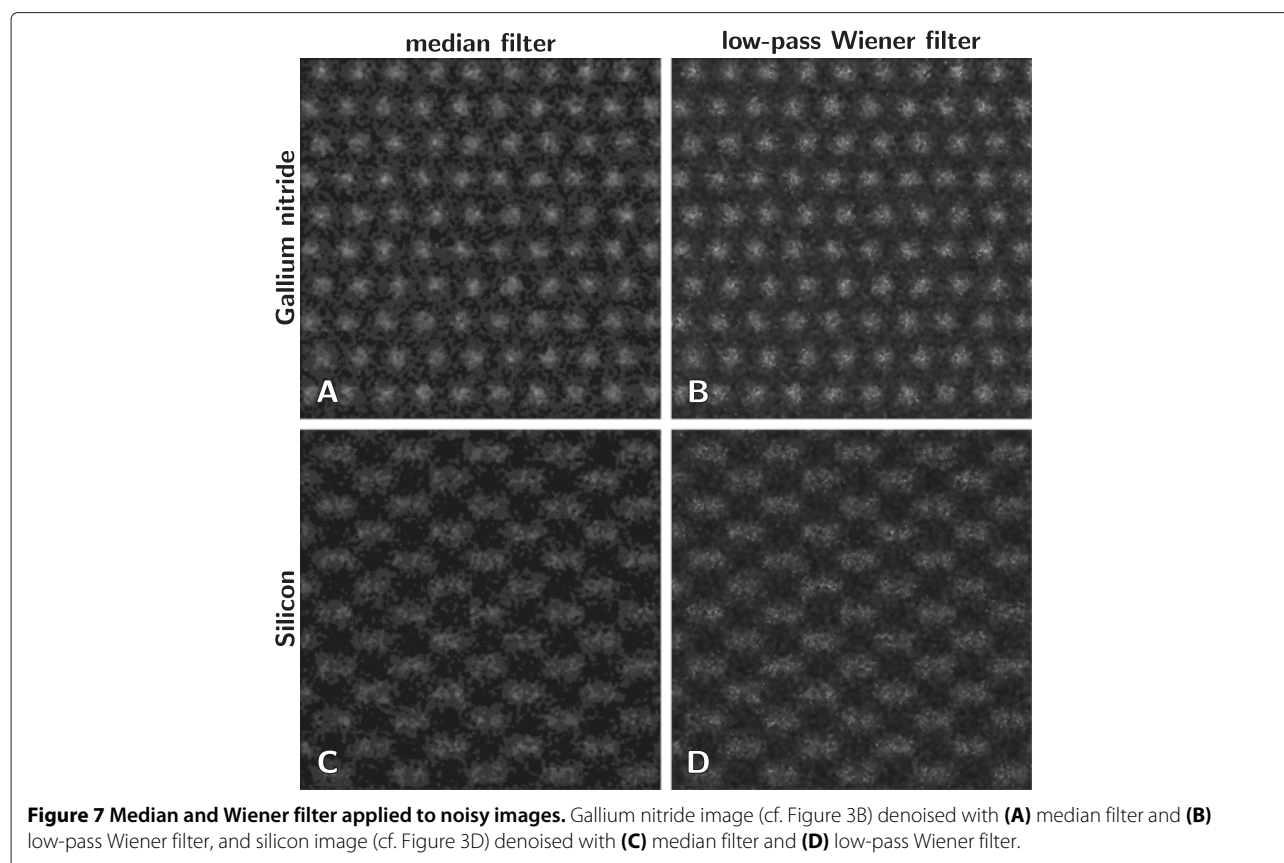 median filter
low-pass Wiener filter
Gallium nitride
A
B
Silicon
C
D
Figure 7 Median and Wiener filter applied to noisy images. Gallium nitride image (cf. Figure 3B) denoised with (A) median filter and (B)
low-pass Wiener filter, and silicon image (cf. Figure 3D) denoised with (C) median filter and (D) low-pass Wiener filter.